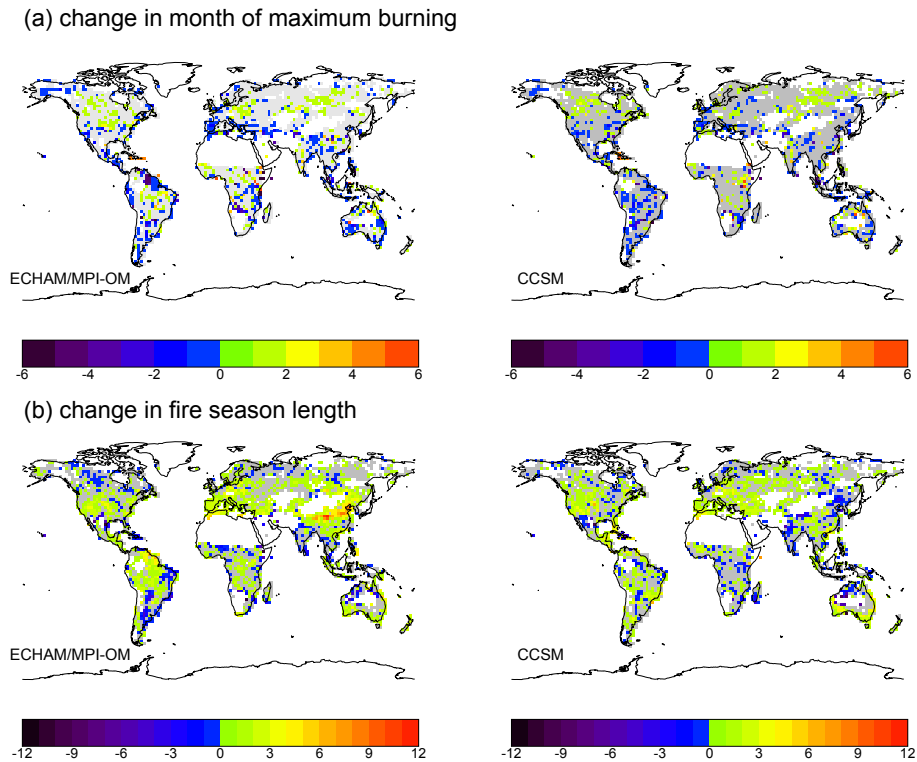 (a) change in month of maximum burning
ECHAM/MPI-OM
CCSM
-6 -4 -2 0 2 4 6
-6 -4 -2 0 2 4 6
(b) change in fire season length
ECHAM/MPI-OM
CCSM
-12 -9 -6 -3 0 3 6 9 12
-12 -9 -6 -3 0 3 6 9 12